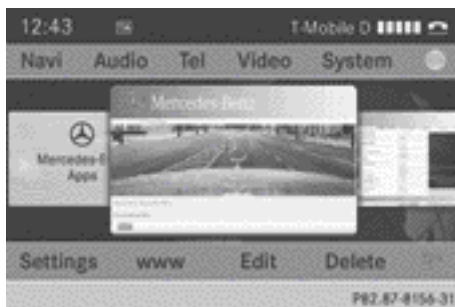 12:43 T-Mobile D
Navi Audio Tel Video System
Mercedes-Benz
Mercedes-B
Apps
Settings www Edit Delete
P82.87-8156-31